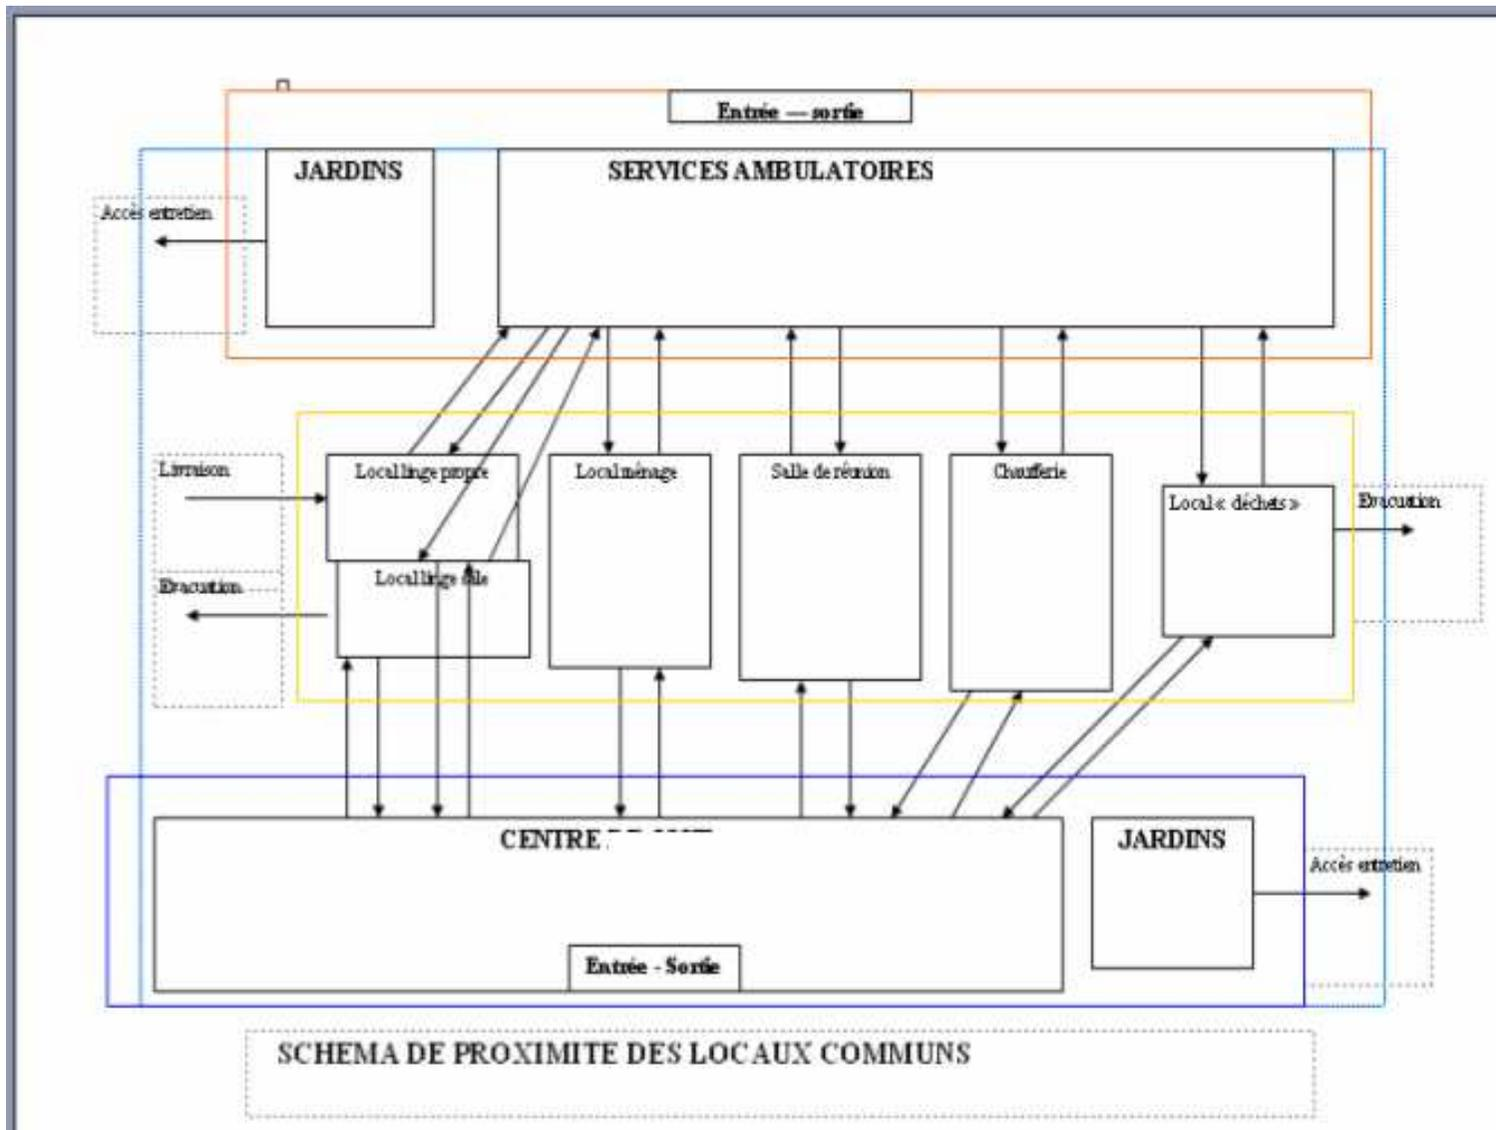 Entrée — sortie
JARDINS
SERVICES AMBULATOIRES
Accès entretien
Livraison
Local linge propre
Local ménage
Salle de réunion
Chaufferie
Local « déchets »
Evacuation
Evacuation
Local linge sale
CENTRE
JARDINS
Accès entretien
Entrée - Sortie
SCHEMA DE PROXIMITE DES LOCAUX COMMUNS